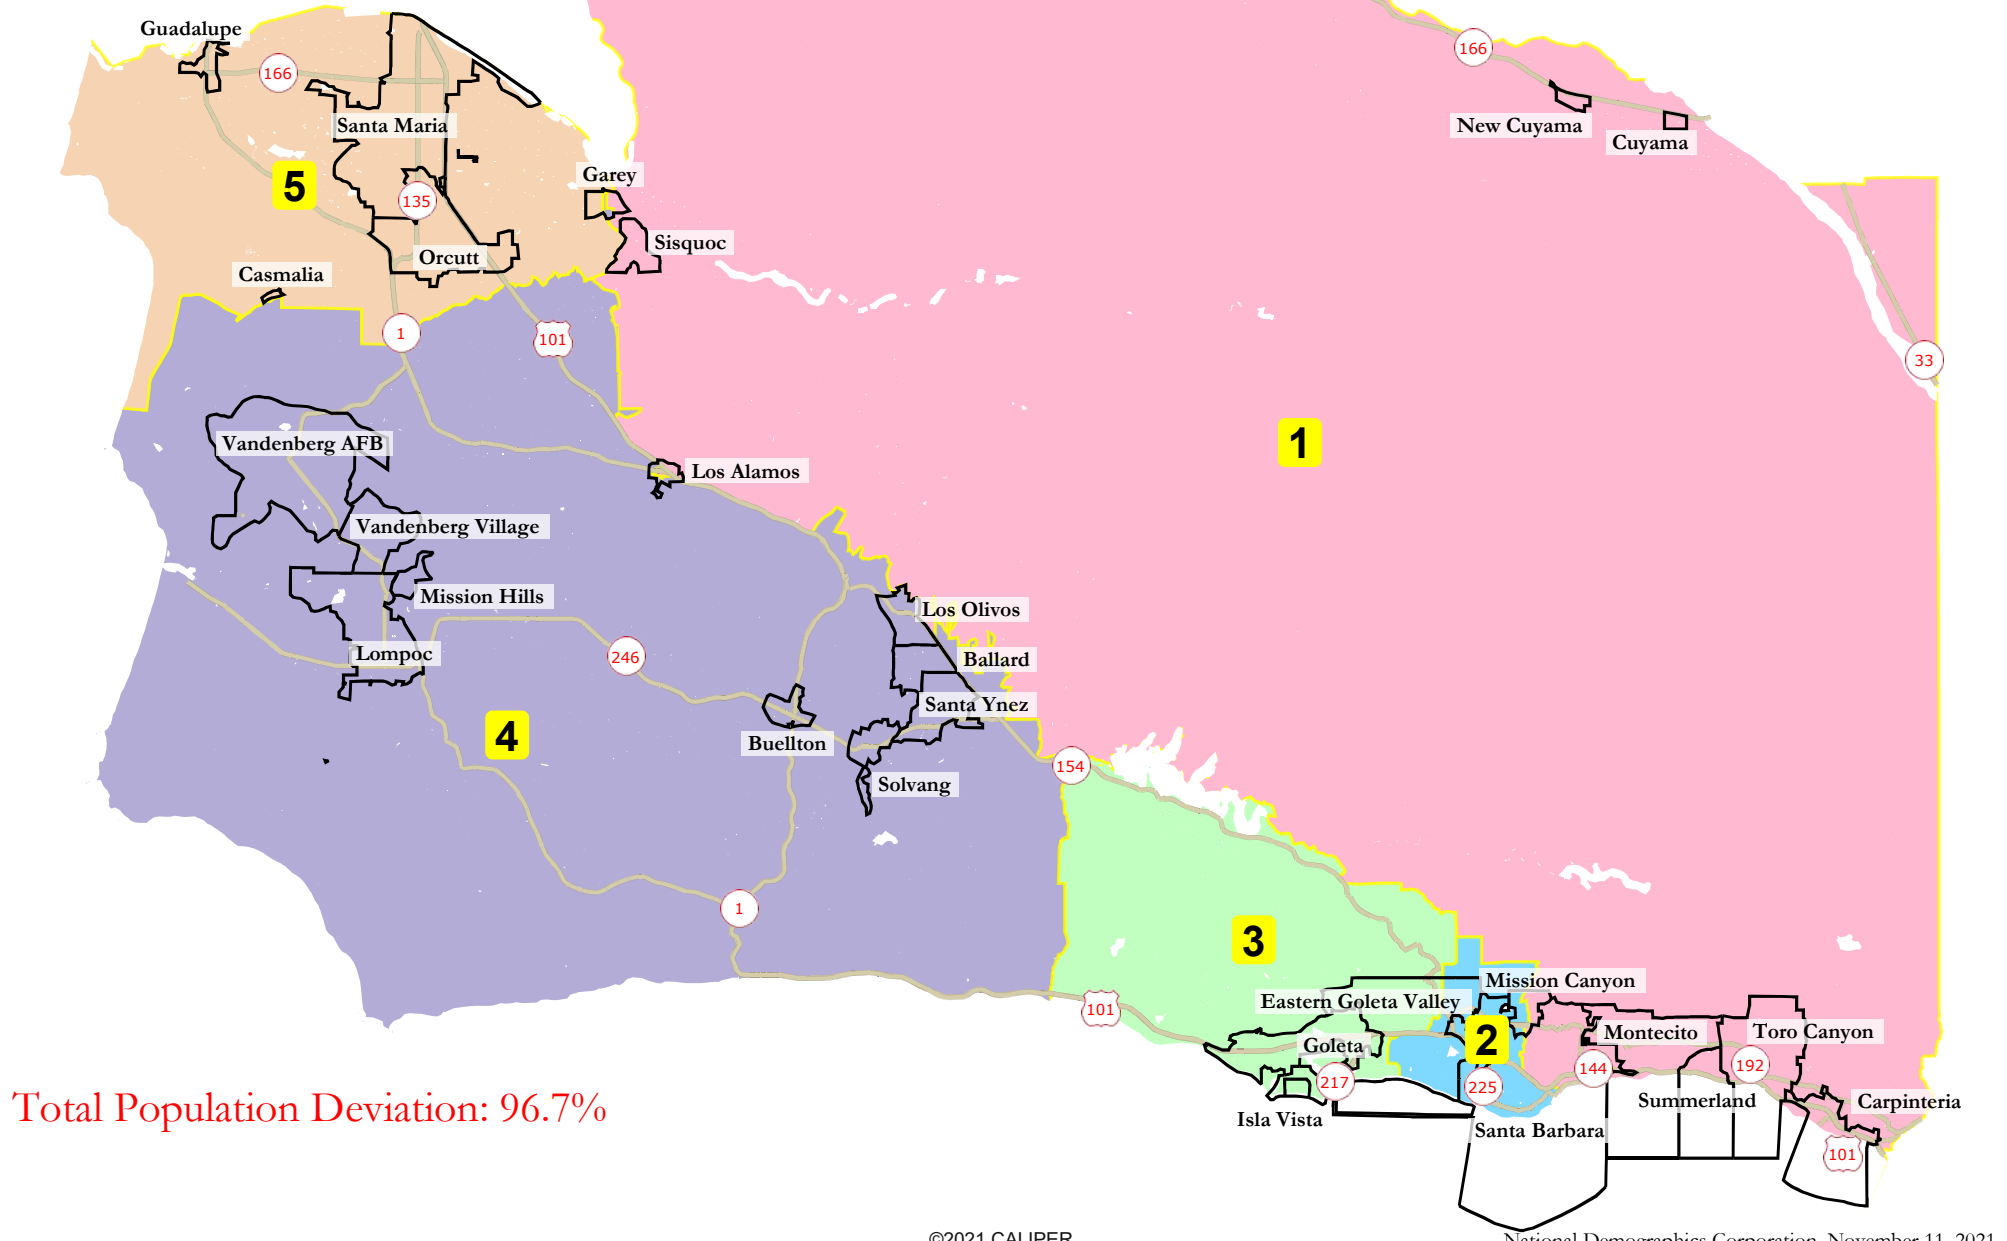 Guadalupe
166
166
Santa Maria
New Cuyama
Cuyama
5
Garey
135
Sisquoc
Orcutt
Casmalia
1
101
33
1
Vandenberg AFB
Los Alamos
Vandenberg Village
Mission Hills
Los Olivos
Lompoc
246
Ballard
Santa Ynez
4
Buellton
154
Solvang
1
3
Mission Canyon
Eastern Goleta Valley
101
2
Montecito
Toro Canyon
Goleta
144
192
217
225
Summerland
Carpinteria
Total Population Deviation: 96.7%
Isla Vista
Santa Barbara
101
©2021 CALIPER
National Demographics Corporation, November 11, 2021